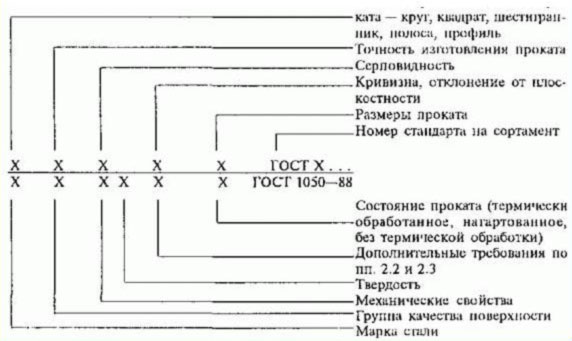 ката — круг, квадрат, шестигран-
ник, полоса, профиль
Точность изготовления проката
Серповидность
Кривизна, отклонение от плос-
костности
Размеры проката
Номер стандарта на сортамент
X X X X X ГОСТ X . . .
X X X X X X ГОСТ 1050—88
Состояние проката (термически
обработанное, нагартованное,
без термической обработки)
Дополнительные требования по
пп. 2.2 и 2.3
Твердость
Механические свойства
Группа качества поверхности
Марка стали